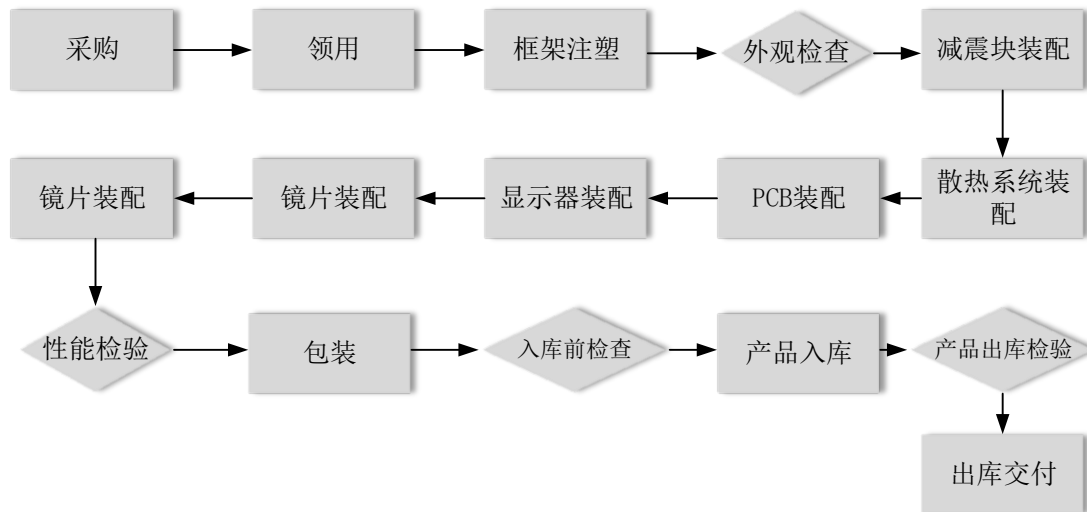 采购
领用
框架注塑
外观检查
减震块装配
散热系统装
配
PCB装配
显示器装配
镜片装配
镜片装配
性能检验
包装
入库前检查
产品入库
产品出库检验
出库交付